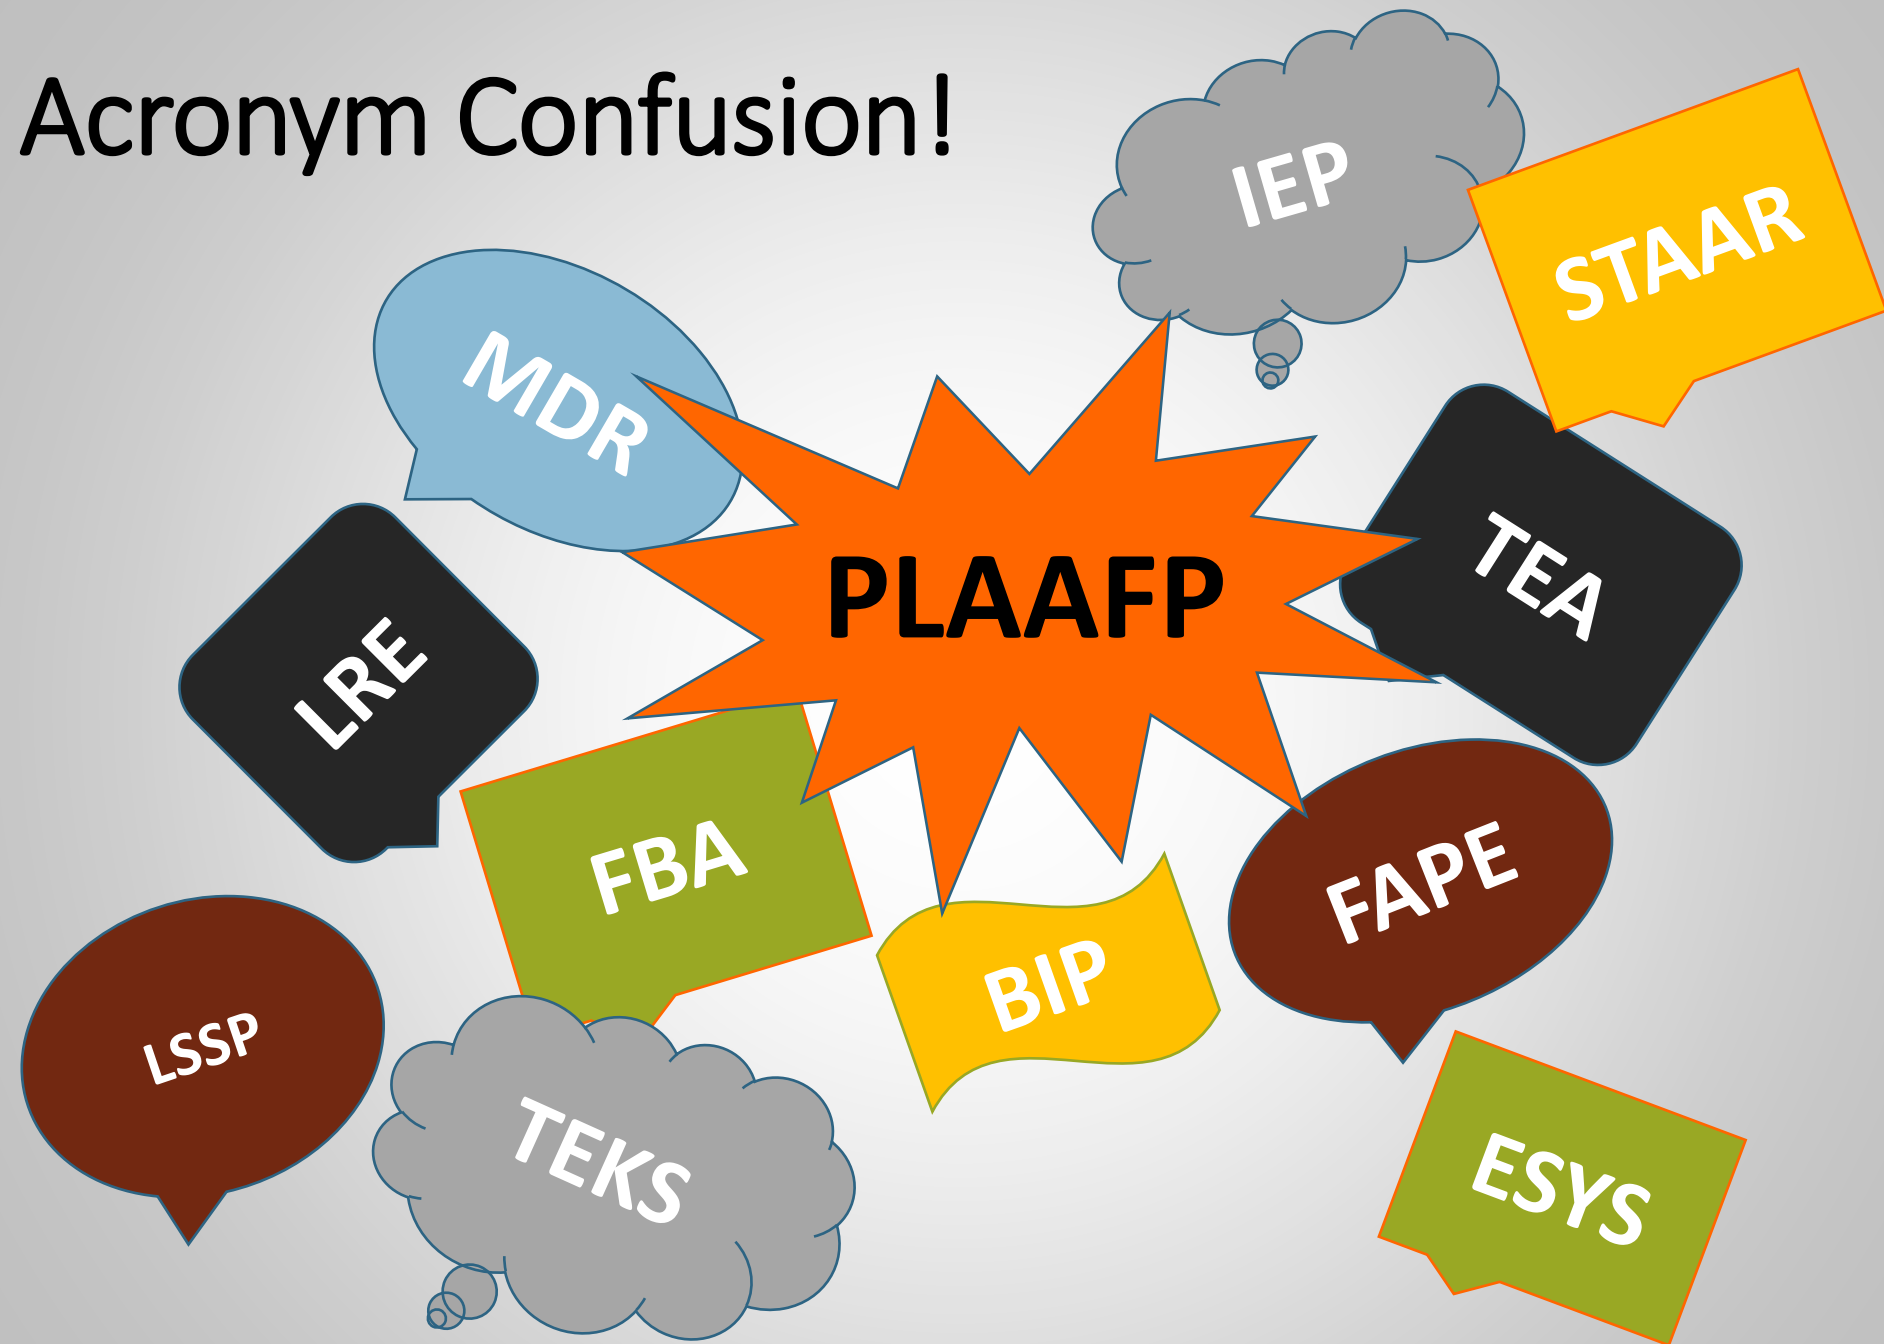 Acronym Confusion!
IEP
STAAR
MDR
PLAAFP
TEA
LRE
FBA
FAPE
BIP
LSSP
TEKS
ESYS